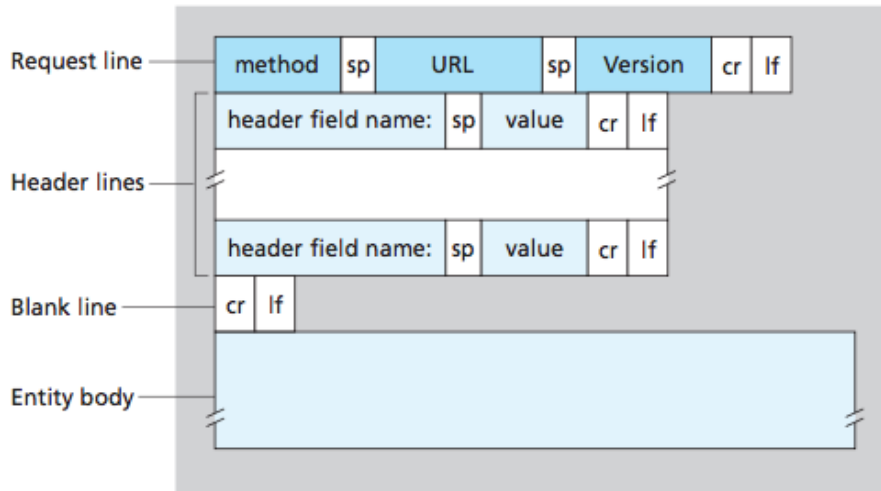 Request line
method sp URL sp Version cr lf
header field name: sp value cr lf
Header lines
header field name: sp value cr lf
Blank line
cr lf
Entity body